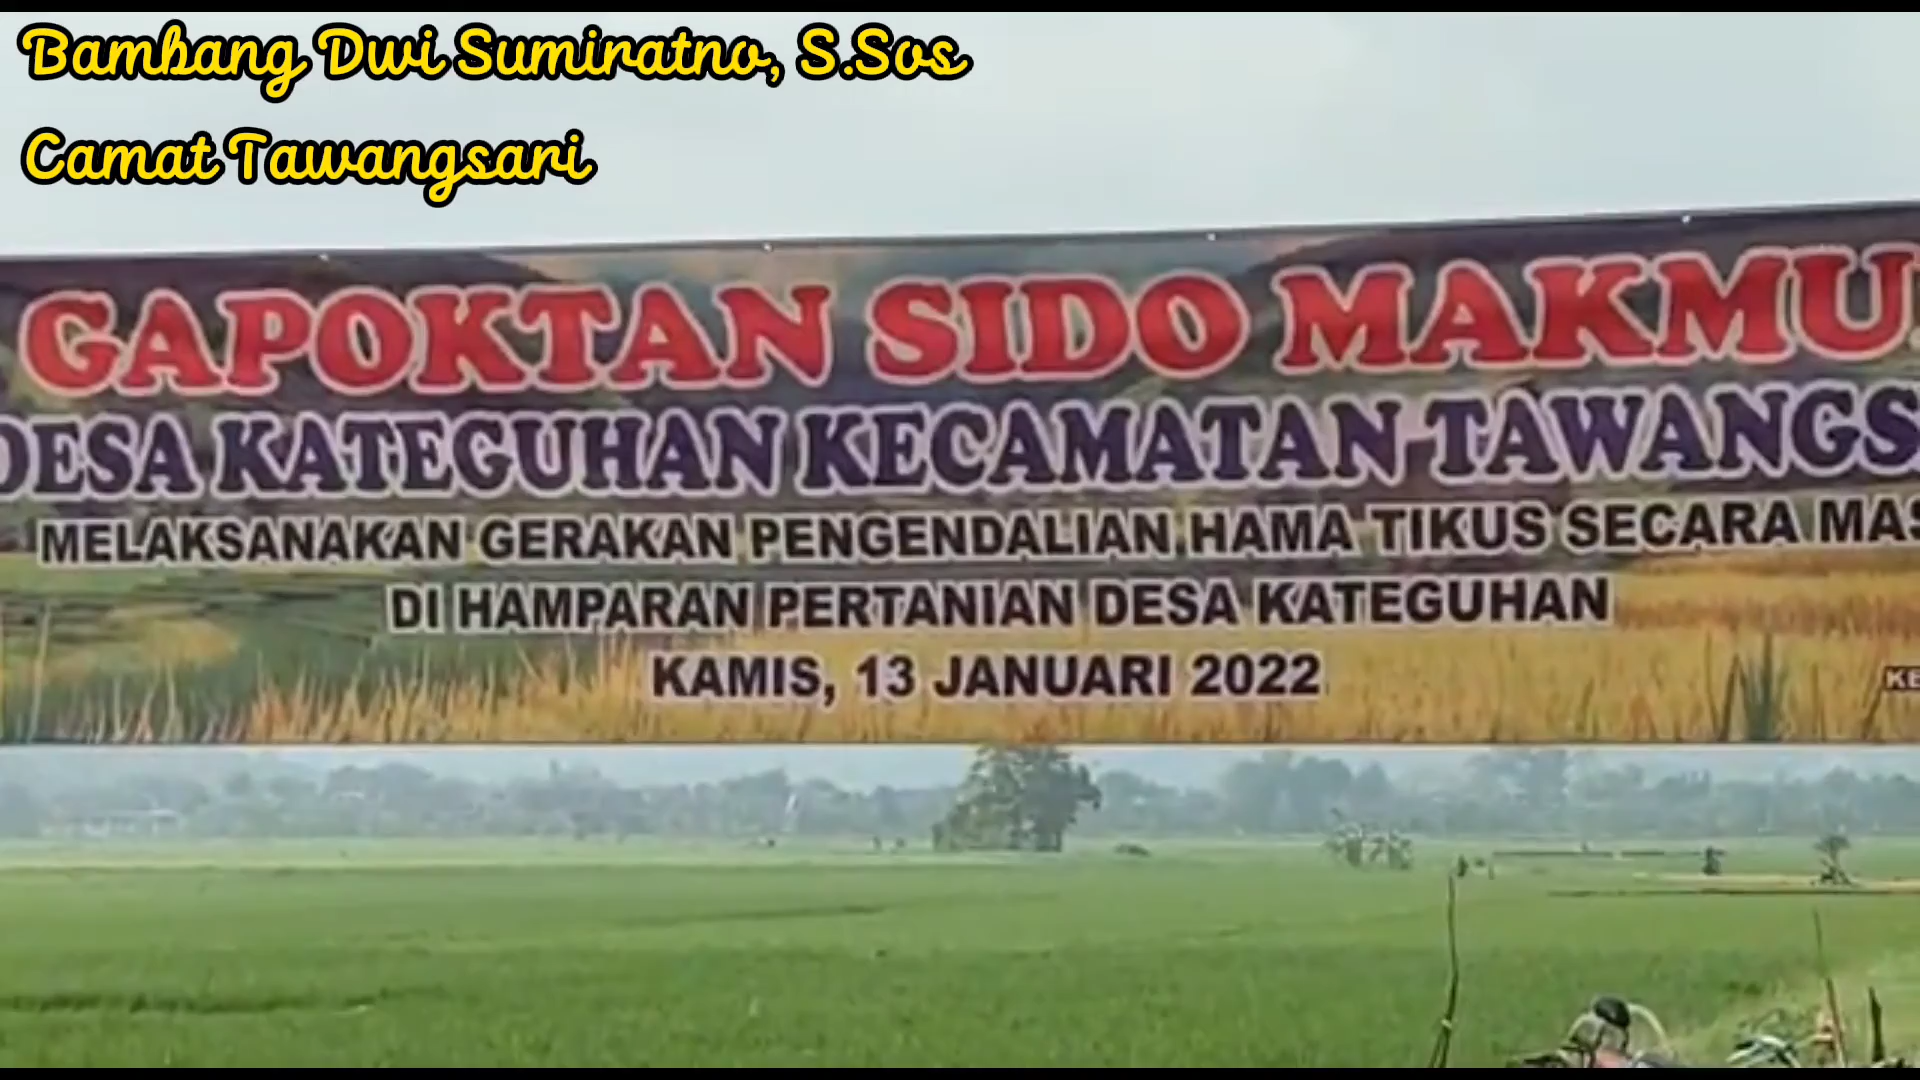 Bambang Dwi Sumiratno, S.Sos
Camat Tawangsari
GAPOKTAN SIDO MAKMU
DESA KATEGUHAN KECAMATAN TAWANGS
MELAKSANAKAN GERAKAN PENGENDALIAN HAMA TIKUS SECARA MAS
DI HAMPARAN PERTANIAN DESA KATEGUHAN
KAMIS, 13 JANUARI 2022
KE